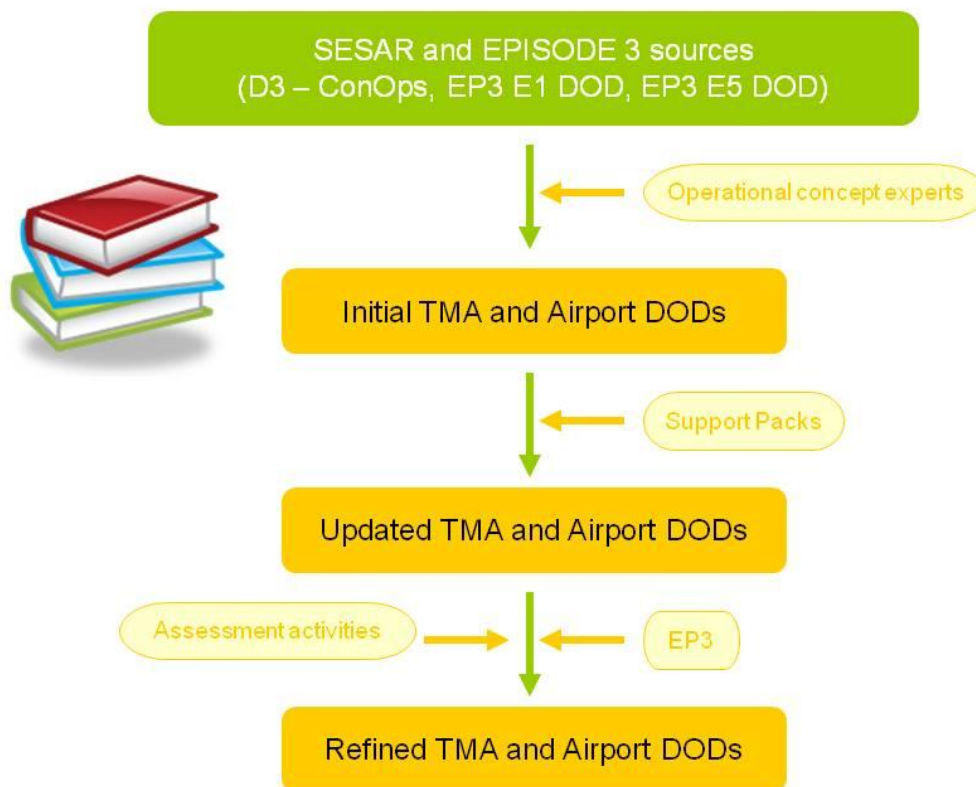 SESAR and EPISODE 3 sources
(D3 – ConOps, EP3 E1 DOD, EP3 E5 DOD)
Operational concept experts
Initial TMA and Airport DODs
Support Packs
Updated TMA and Airport DODs
Assessment activities
EP3
Refined TMA and Airport DODs